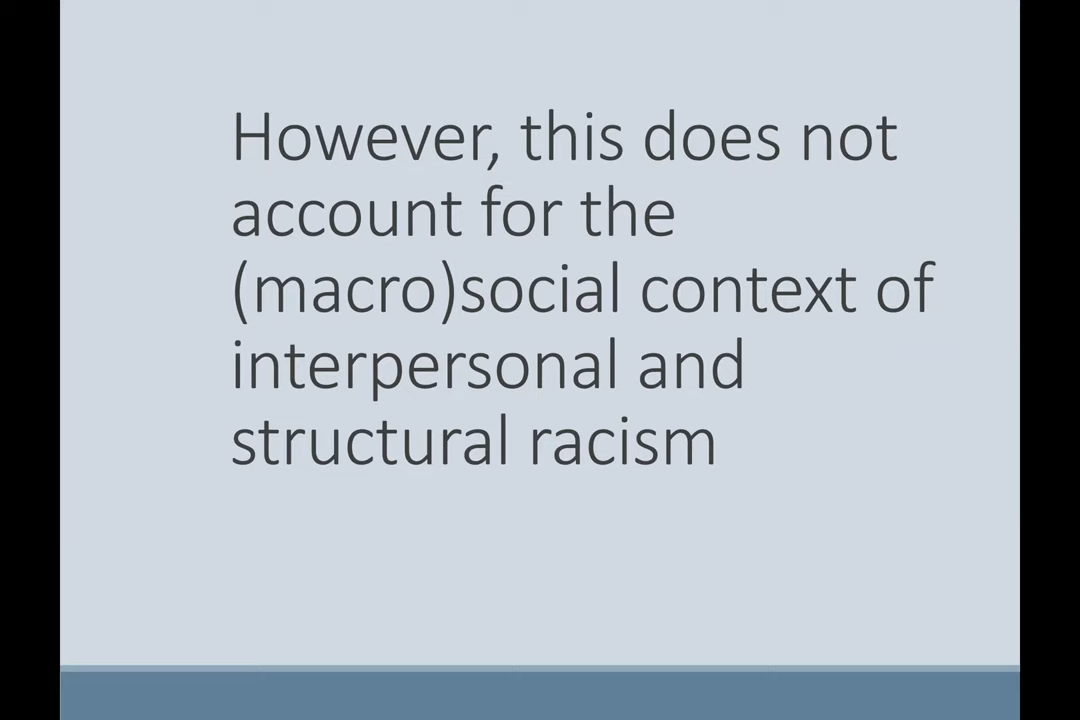 However, this does not
account for the
(macro)social context of
interpersonal and
structural racism